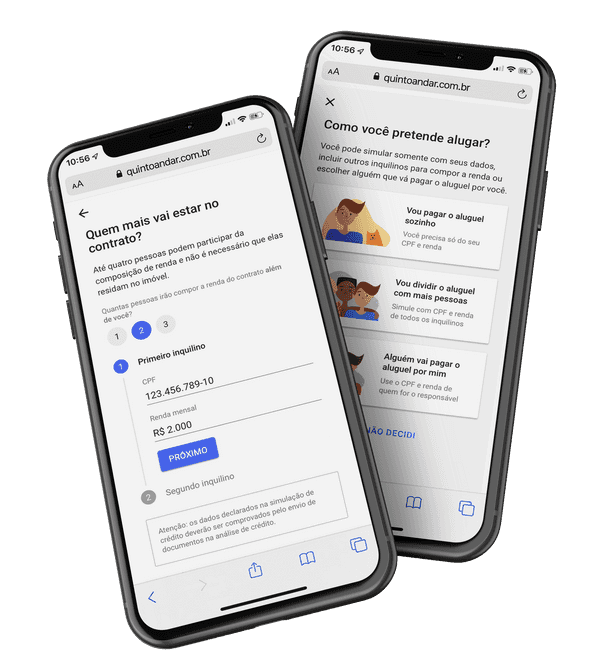 10:56
AA quintoandar.com.br
Quem mais vai estar no
contrato?
Até quatro pessoas podem participar da
composição de renda e não é necessário que elas
residam no imóvel.
Quantas pessoas irão compor a renda do contrato além
de você?
1 2 3
1 Primeiro inquilino
CPF
123.456.789-10
Renda mensal
R$ 2.000
PRÓXIMO
2 Segundo inquilino
Atenção: os dados declarados na simulação de
crédito deverão ser comprovados pelo envio de
documentos na análise de crédito.
10:56
AA quintoandar.com.br
Como você pretende alugar?
Você pode simular somente com seus dados,
incluir outros inquilinos para compor a renda ou
escolher alguém que vá pagar o aluguel por você.
Vou pagar o aluguel
sozinho
Você precisa só do seu
CPF e renda
Vou dividir o aluguel
com mais pessoas
Simule com CPF e renda
de todos os inquilinos
Alguém vai pagar o
aluguel por mim
Use o CPF e renda de
quem for o responsável
NÃO DECIDI